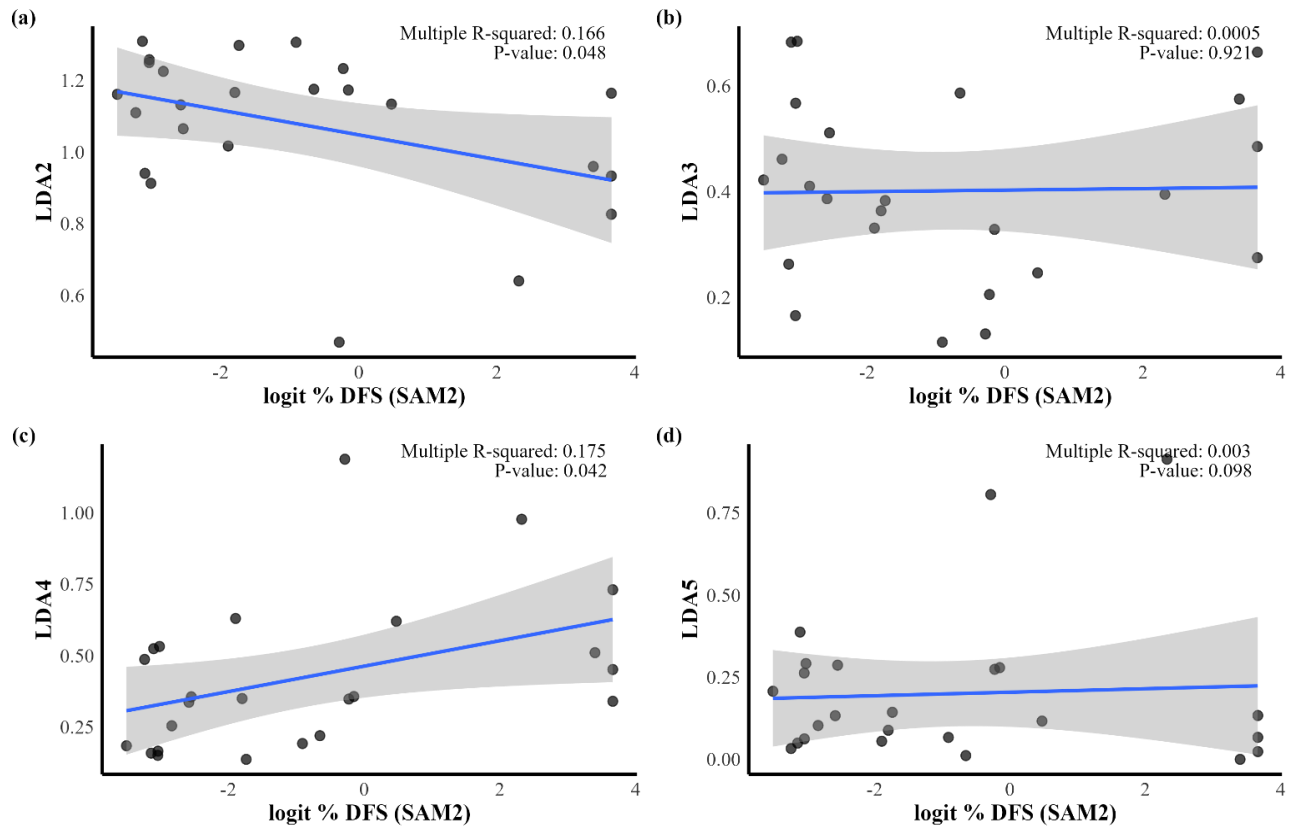 (a)
Multiple R-squared: 0.166
P-value: 0.048
LDA2
1.2
1.0
0.8
0.6
-2 0 2 4
logit % DFS (SAM2)
(b)
Multiple R-squared: 0.0005
P-value: 0.921
LDA3
0.6
0.4
0.2
-2 0 2 4
logit % DFS (SAM2)
(c)
Multiple R-squared: 0.175
P-value: 0.042
LDA4
1.00
0.75
0.50
0.25
-2 0 2 4
logit % DFS (SAM2)
(d)
Multiple R-squared: 0.003
P-value: 0.098
LDA5
0.75
0.50
0.25
0.00
-2 0 2 4
logit % DFS (SAM2)